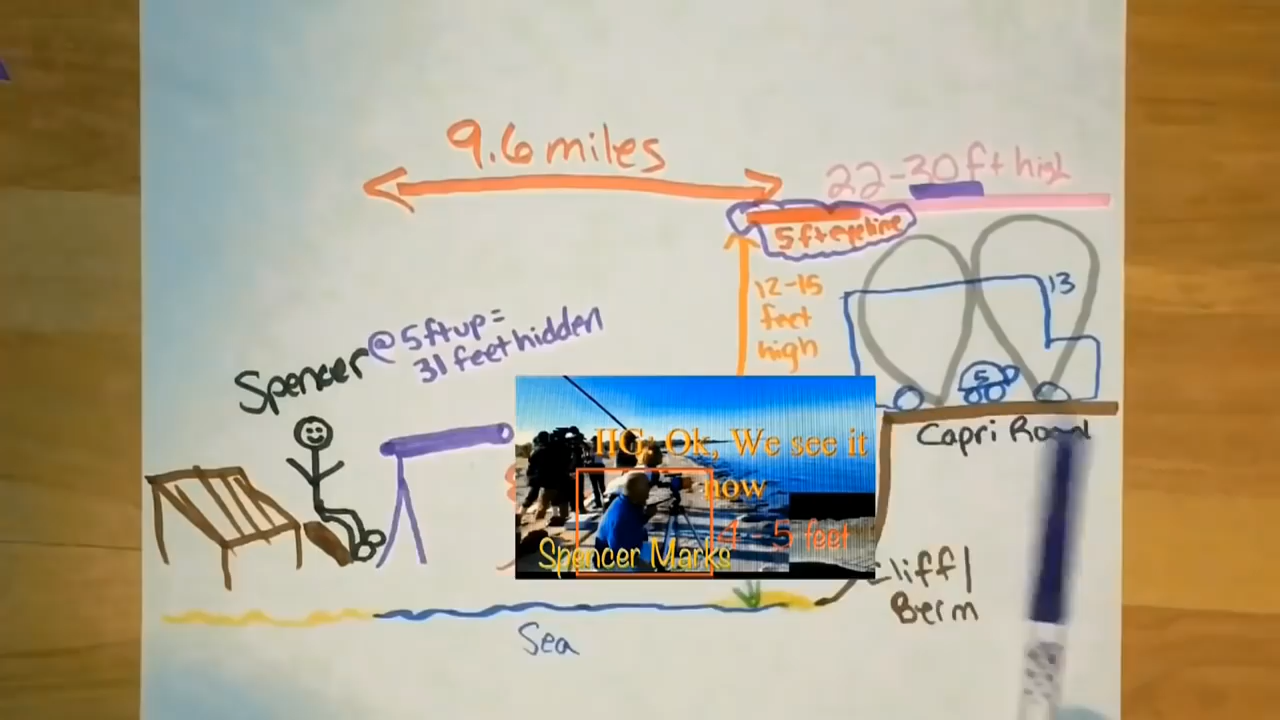 9.6 miles
22-30 ft high
5 ft eyeline
12-15
feet
high
13
5
Spencer @ 5 ft up =
31 feet hidden
Capri Road
IIG: Ok, We see it
now
4 - 5 feet
Spencer Marks
Cliff/
Berm
Sea